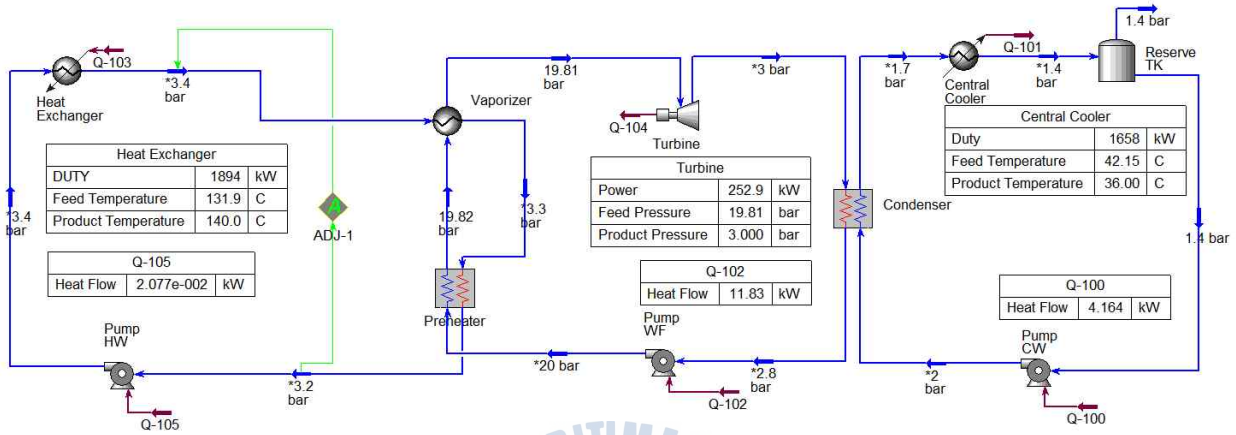 1.4 bar
Q-103
*3.4
bar
Heat
Exchanger
19.81
bar
Vaporizer
*3 bar
Q-104
Turbine
*1.7
bar
Q-101
*1.4
bar
Central
Cooler
Reserve
TK
Heat Exchanger
DUTY 1894 kW
Feed Temperature 131.9 C
Product Temperature 140.0 C
Turbine
Power 252.9 kW
Feed Pressure 19.81 bar
Product Pressure 3.000 bar
Central Cooler
Duty 1658 kW
Feed Temperature 42.15 C
Product Temperature 36.00 C
*3.4
bar
A
ADJ-1
19.82
bar
*3.3
bar
Condenser
1.4 bar
Q-105
Heat Flow 2.077e-002 kW
Preheater
Q-102
Heat Flow 11.83 kW
Q-100
Heat Flow 4.164 kW
Pump
HW
*3.2
bar
Q-105
*20 bar
Pump
WF
*2.8
bar
Q-102
*2
bar
Pump
CW
Q-100